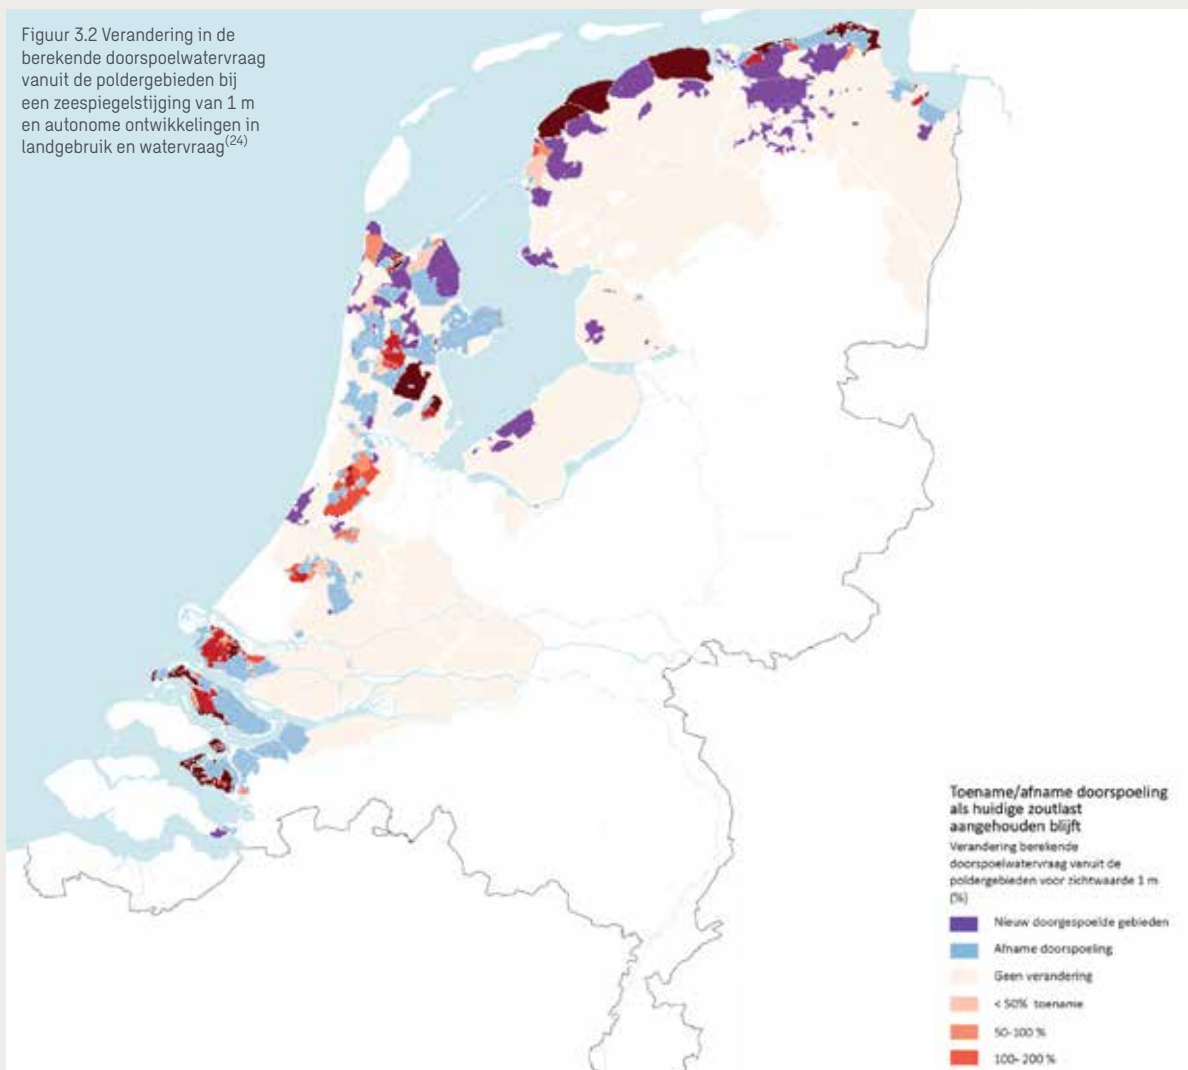 Figuur 3.2 Verandering in de
berekende doorspoelwatervraag
vanuit de poldergebieden bij
een zeespiegelstijging van 1 m
en autonome ontwikkelingen in
landgebruik en watervraag(24)
Toename/afname doorspoeling
als huidige zoutlast
aangehouden blijft
Verandering berekende
doorspoelwatervraag vanuit de
poldergebieden voor zichtwaarde 1 m
(%)
Nieuw doorgespoelde gebieden
Afname doorspoeling
Geen verandering
< 50% toename
50-100 %
100- 200 %